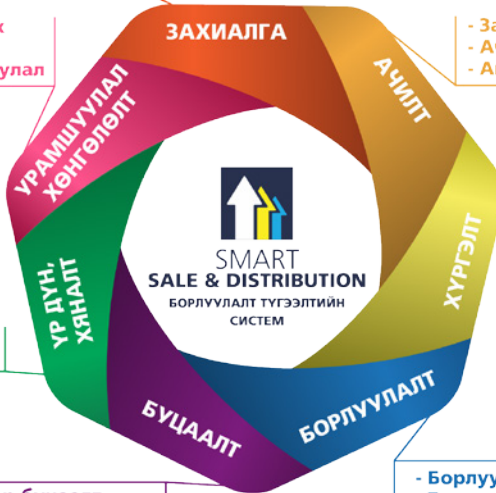 ЗАХИАЛГА
АЧИЛТ
ХҮРГЭЛТ
БОРЛУУЛАЛТ
БУЦААЛТ
ҮР ДҮН,
ХЯНАЛТ
УРАМШУУЛАЛ
ХӨНГӨЛӨЛТ
SMART
SALE & DISTRIBUTION
БОРЛУУЛАЛТ ТҮГЭЭЛТИЙН
СИСТЕМ